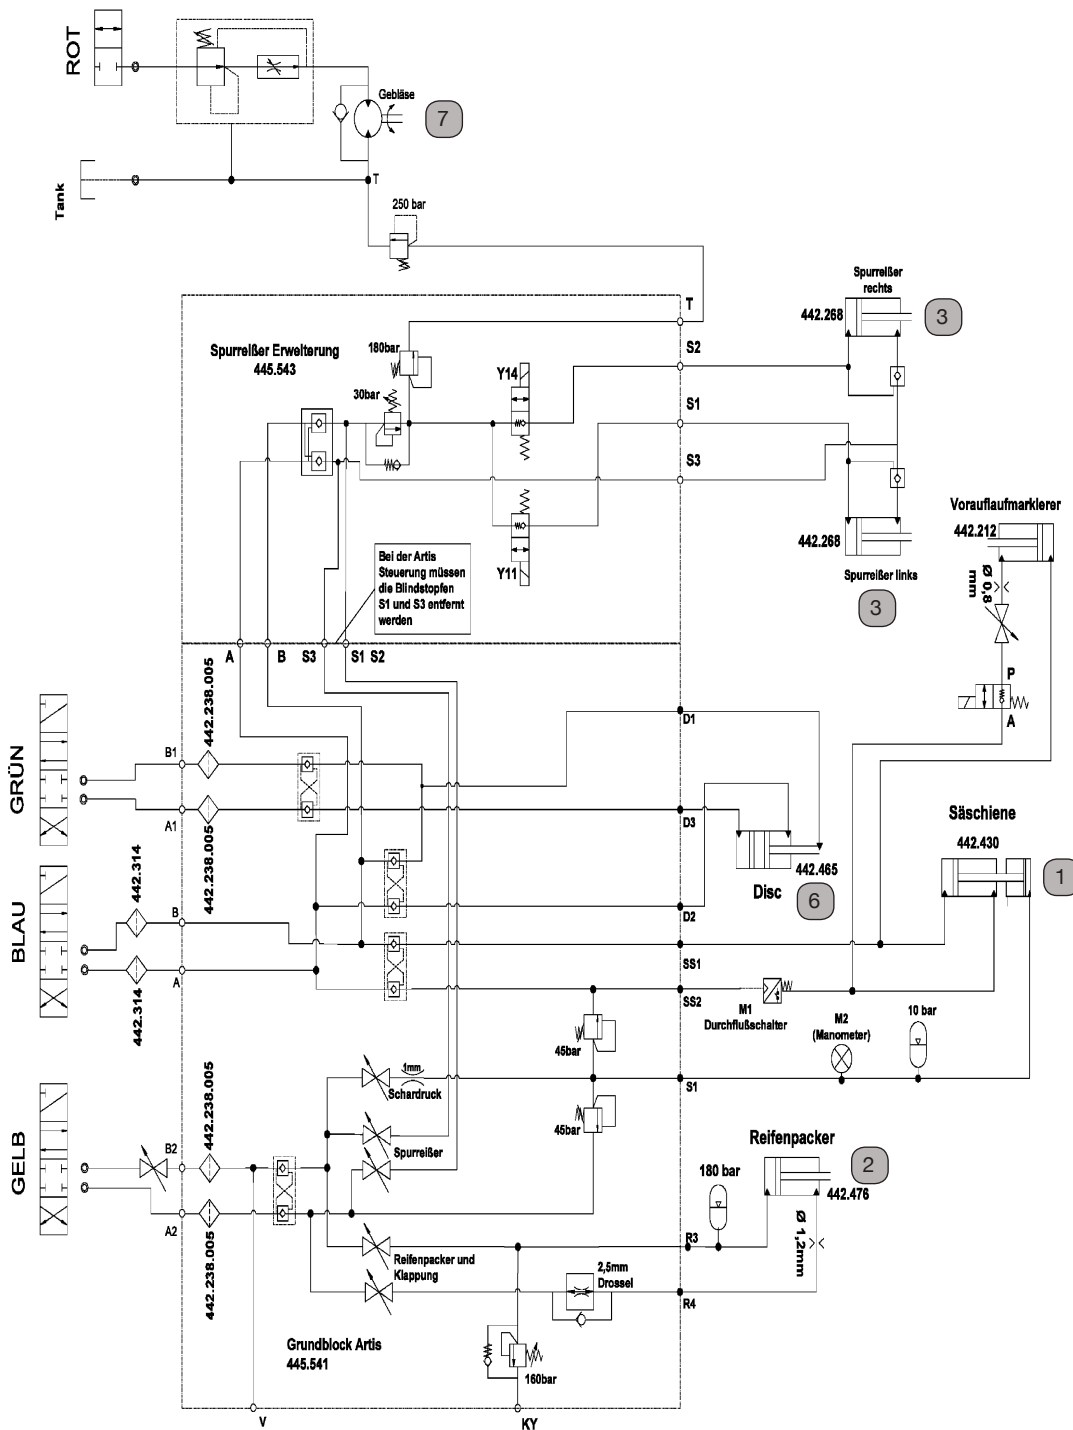 ROT
Gebläse
7
Tank
T
250 bar
T
Spurreißer
rechts
442.268
3
Spurreißer Erweiterung
445.543
180bar
30bar
Y14
S2
S1
S3
Y11
442.268
Spurreißer links
3
Vorauflaufmarkierer
442.212
Ø 0,8
mm
P
A
Bei der Artis
Steuerung müssen
die Blindstopfen
S1 und S3 entfernt
werden
A
B
S3
S1
S2
GRÜN
B1
442.238.005
A1
442.238.005
D1
D3
442.465
Disc
6
D2
Säschiene
442.430
1
BLAU
442.314
B
A
442.314
SS1
SS2
M1
Durchflußschalter
M2
(Manometer)
10 bar
45bar
1mm
Schardruck
S1
45bar
GELB
B2
442.238.005
A2
442.238.005
Spurreißer
Reifenpacker
2
442.476
180 bar
Ø 1,2mm
R3
Reifenpacker und
Klappung
2,5mm
Drossel
R4
Grundblock Artis
445.541
160bar
V
KY